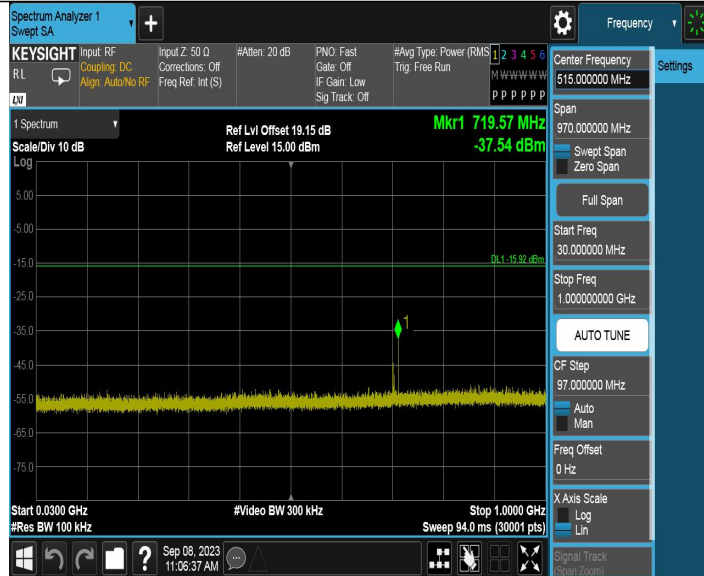 Spectrum Analyzer 1
Swept SA
Frequency
KEYSIGHT
RL
LXI
Input: RF
Coupling: DC
Align: Auto/No RF
Input Z: 50 Ω
Corrections: Off
Freq Ref: Int (S)
#Atten: 20 dB
PNO: Fast
Gate: Off
IF Gain: Low
Sig Track: Off
#Avg Type: Power (RMS
Trig: Free Run
1 2 3 4 5 6
M W W W W W
P P P P P P
Center Frequency
515.000000 MHz
Settings
Span
970.000000 MHz
Swept Span
Zero Span
Full Span
Start Freq
30.000000 MHz
Stop Freq
1.000000000 GHz
AUTO TUNE
CF Step
97.000000 MHz
Auto
Man
Freq Offset
0 Hz
X Axis Scale
Log
Lin
Signal Track
(Span Zoom)
1 Spectrum
Scale/Div 10 dB
Log
Ref Lvl Offset 19.15 dB
Ref Level 15.00 dBm
Mkr1 719.57 MHz
-37.54 dBm
5.00
-5.00
-15.0
DL1 -15.92 dBm
-25.0
-35.0
1
-45.0
-55.0
-65.0
-75.0
Start 0.0300 GHz
#Video BW 300 kHz
Stop 1.0000 GHz
#Res BW 100 kHz
Sweep 94.0 ms (30001 pts)
?
Sep 08, 2023
11:06:37 AM